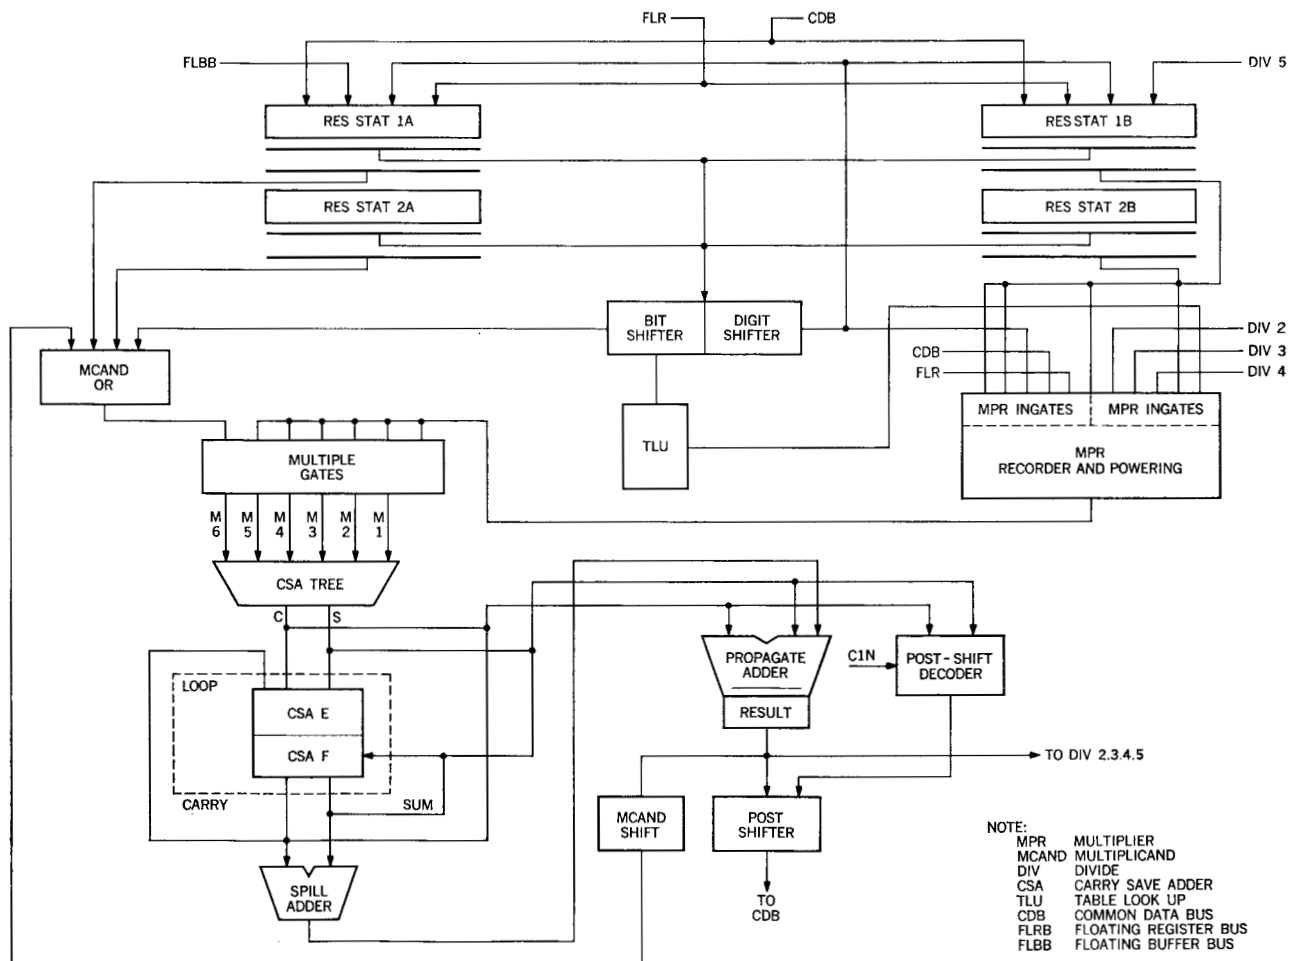 FLR
CDB
FLBB
DIV 5
RES STAT 1A
RES STAT 1B
RES STAT 2A
RES STAT 2B
BIT
SHIFTER
DIGIT
SHIFTER
DIV 2
DIV 3
DIV 4
CDB
FLR
MCAND
OR
MPR INGATES
MPR INGATES
TLU
MPR
RECORDER AND POWERING
MULTIPLE
GATES
M
6
M
5
M
4
M
3
M
2
M
1
CSA TREE
C
S
PROPAGATE
ADDER
C1N
POST-SHIFT
DECODER
LOOP
CSA E
CSA F
RESULT
TO DIV 2.3.4.5
CARRY
SUM
MCAND
SHIFT
POST
SHIFTER
SPILL
ADDER
TO
CDB
NOTE:
MPR MULTIPLIER
MCAND MULTIPLICAND
DIV DIVIDE
CSA CARRY SAVE ADDER
TLU TABLE LOOK UP
CDB COMMON DATA BUS
FLRB FLOATING REGISTER BUS
FLBB FLOATING BUFFER BUS